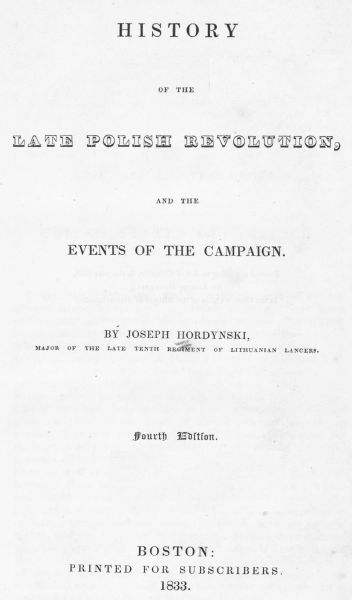 HISTORY
OF THE
LATE POLISH REVOLUTION,
AND THE
EVENTS OF THE CAMPAIGN.
BY JOSEPH HORDYNSKI,
MAJOR OF THE LATE TENTH REGIMENT OF LITHUANIAN LANCERS.
Fourth Edition.
BOSTON:
PRINTED FOR SUBSCRIBERS.
1833.